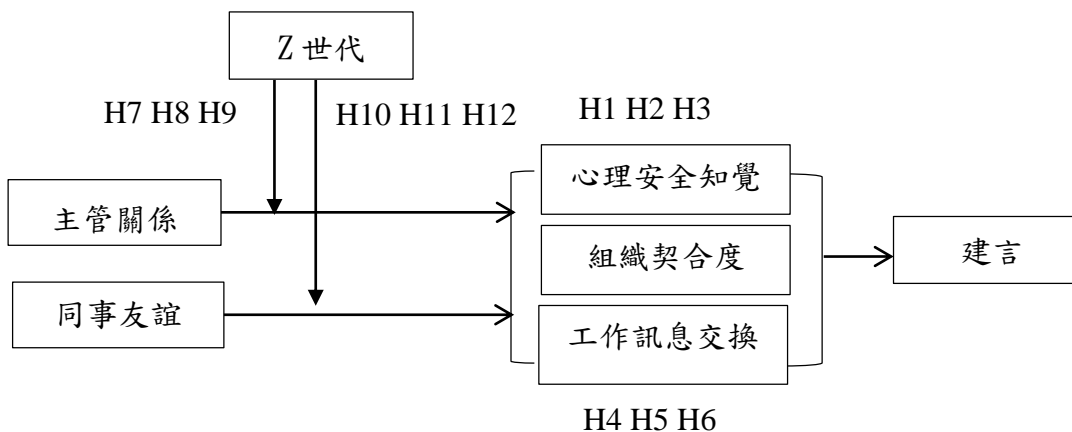 Z 世代
H7 H8 H9
H10 H11 H12
H1 H2 H3
心理安全知覺
主管關係
組織契合度
建言
同事友誼
工作訊息交換
H4 H5 H6